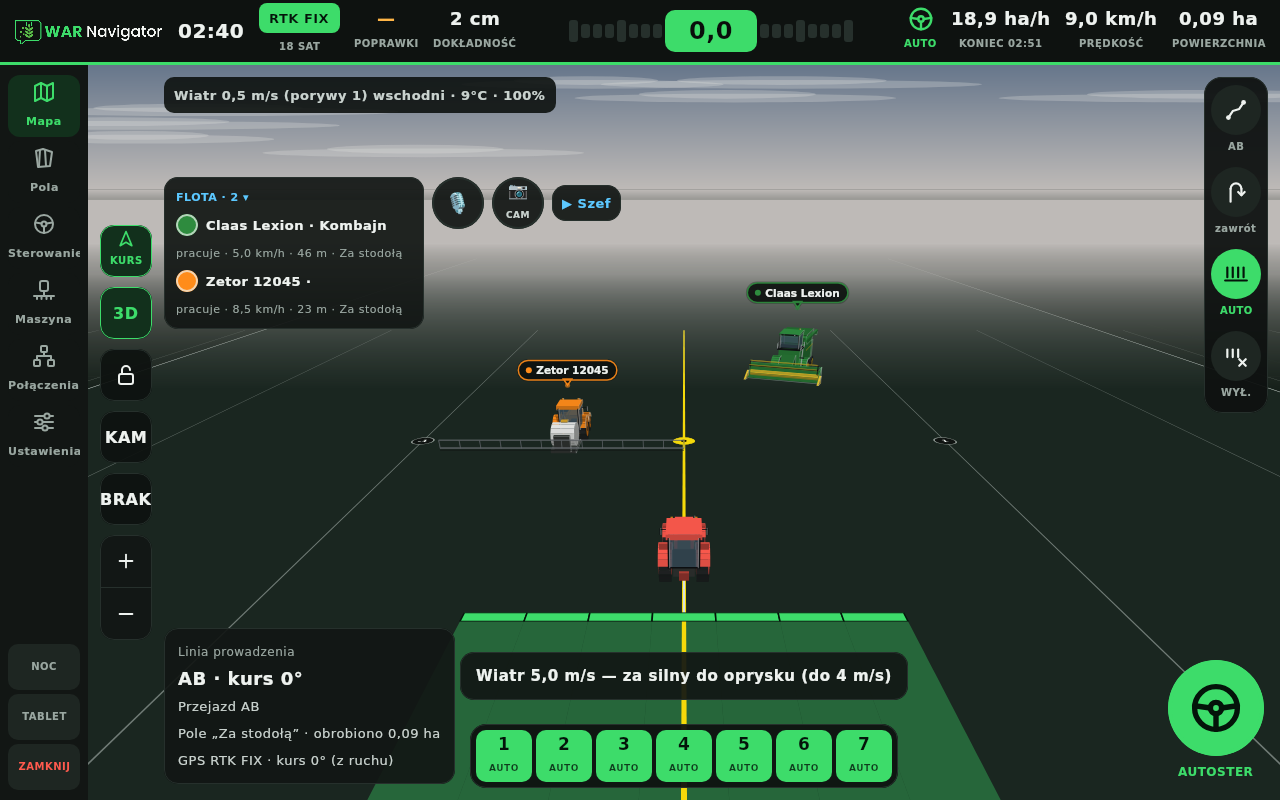 WAR Navigator
02:40
RTK FIX
18 SAT
—
POPRAWKI
2 cm
DOKŁADNOŚĆ
0,0
AUTO
18,9 ha/h
KONIEC 02:51
9,0 km/h
PRĘDKOŚĆ
0,09 ha
POWIERZCHNIA
Mapa
Pola
Sterowanie
Maszyna
Połączenia
Ustawienia
NOC
TABLET
ZAMKNIJ
Wiatr 0,5 m/s (porywy 1) wschodni · 9°C · 100%
FLOTA · 2 ▾
Claas Lexion · Kombajn
pracuje · 5,0 km/h · 46 m · Za stodołą
Zetor 12045 ·
pracuje · 8,5 km/h · 23 m · Za stodołą
CAM
▶ Szef
KURS
3D
KAM
BRAK
+
−
Claas Lexion
Zetor 12045
AB
zawrót
AUTO
WYŁ.
Linia prowadzenia
AB · kurs 0°
Przejazd AB
Pole „Za stodołą” · obrobiono 0,09 ha
GPS RTK FIX · kurs 0° (z ruchu)
Wiatr 5,0 m/s — za silny do oprysku (do 4 m/s)
1 2 3 4 5 6 7
AUTO AUTO AUTO AUTO AUTO AUTO AUTO
AUTOSTER